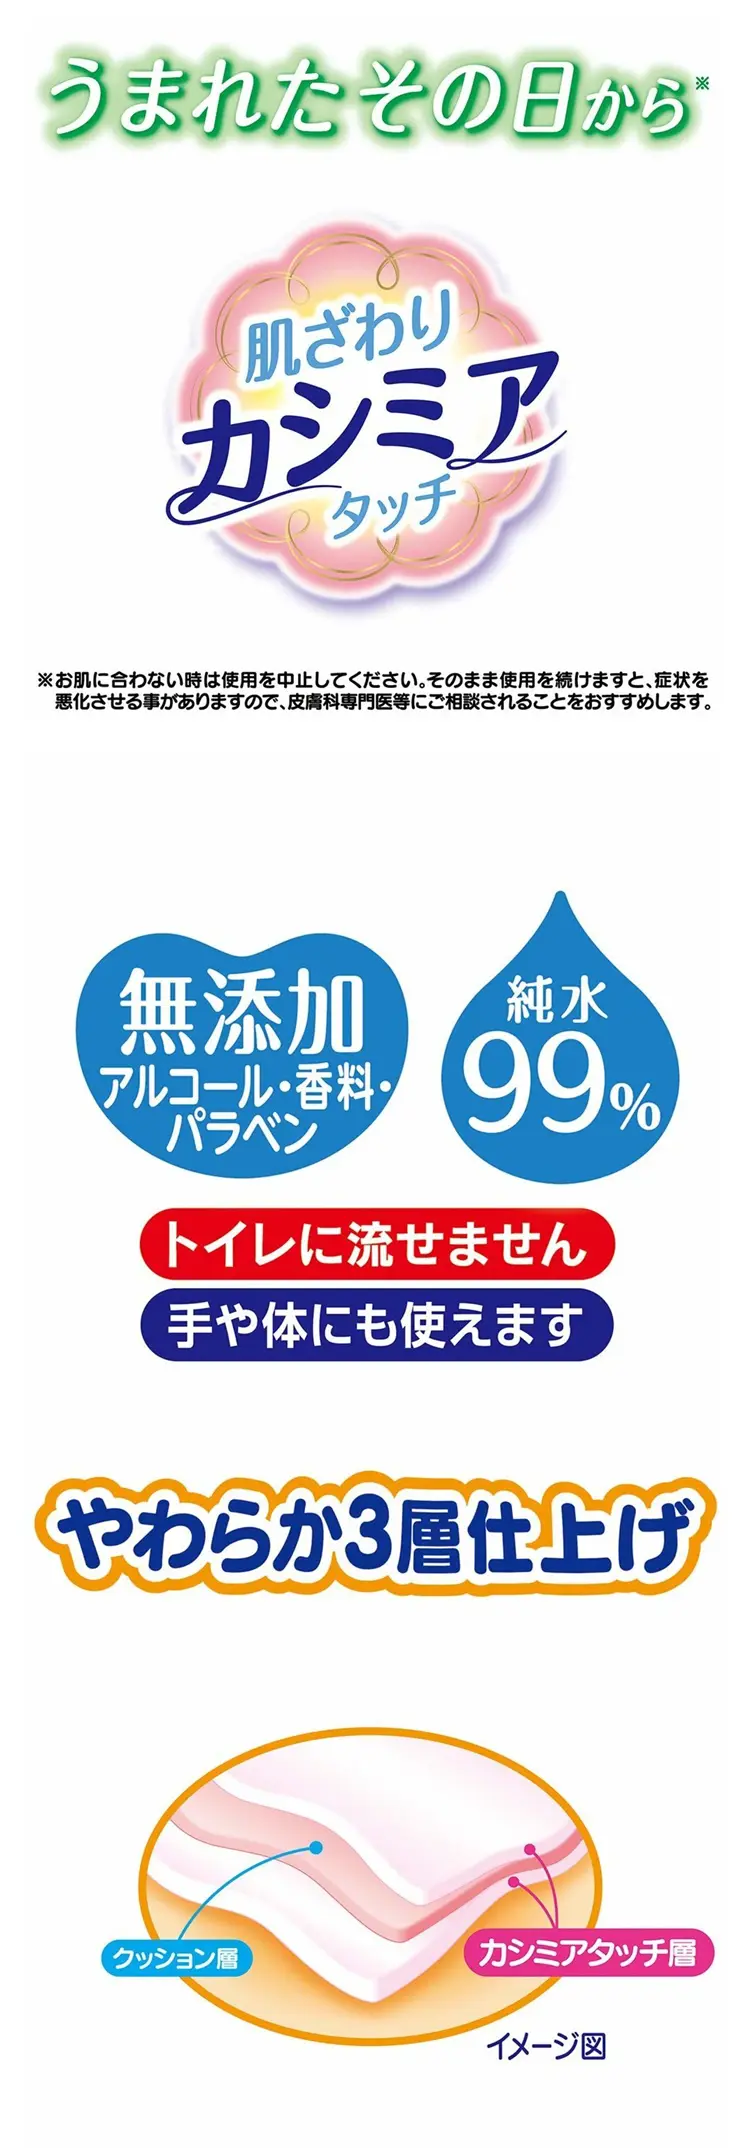 うまれたその日から※
肌ざわり
カシミア
タッチ
※お肌に合わない時は使用を中止してください。そのまま使用を続けますと、症状を
悪化させる事がありますので、皮膚科専門医等にご相談されることをおすすめします。
無添加
アルコール・香料・
パラベン
純水
99%
トイレに流せません
手や体にも使えます
やわらか3層仕上げ
クッション層
カシミアタッチ層
イメージ図